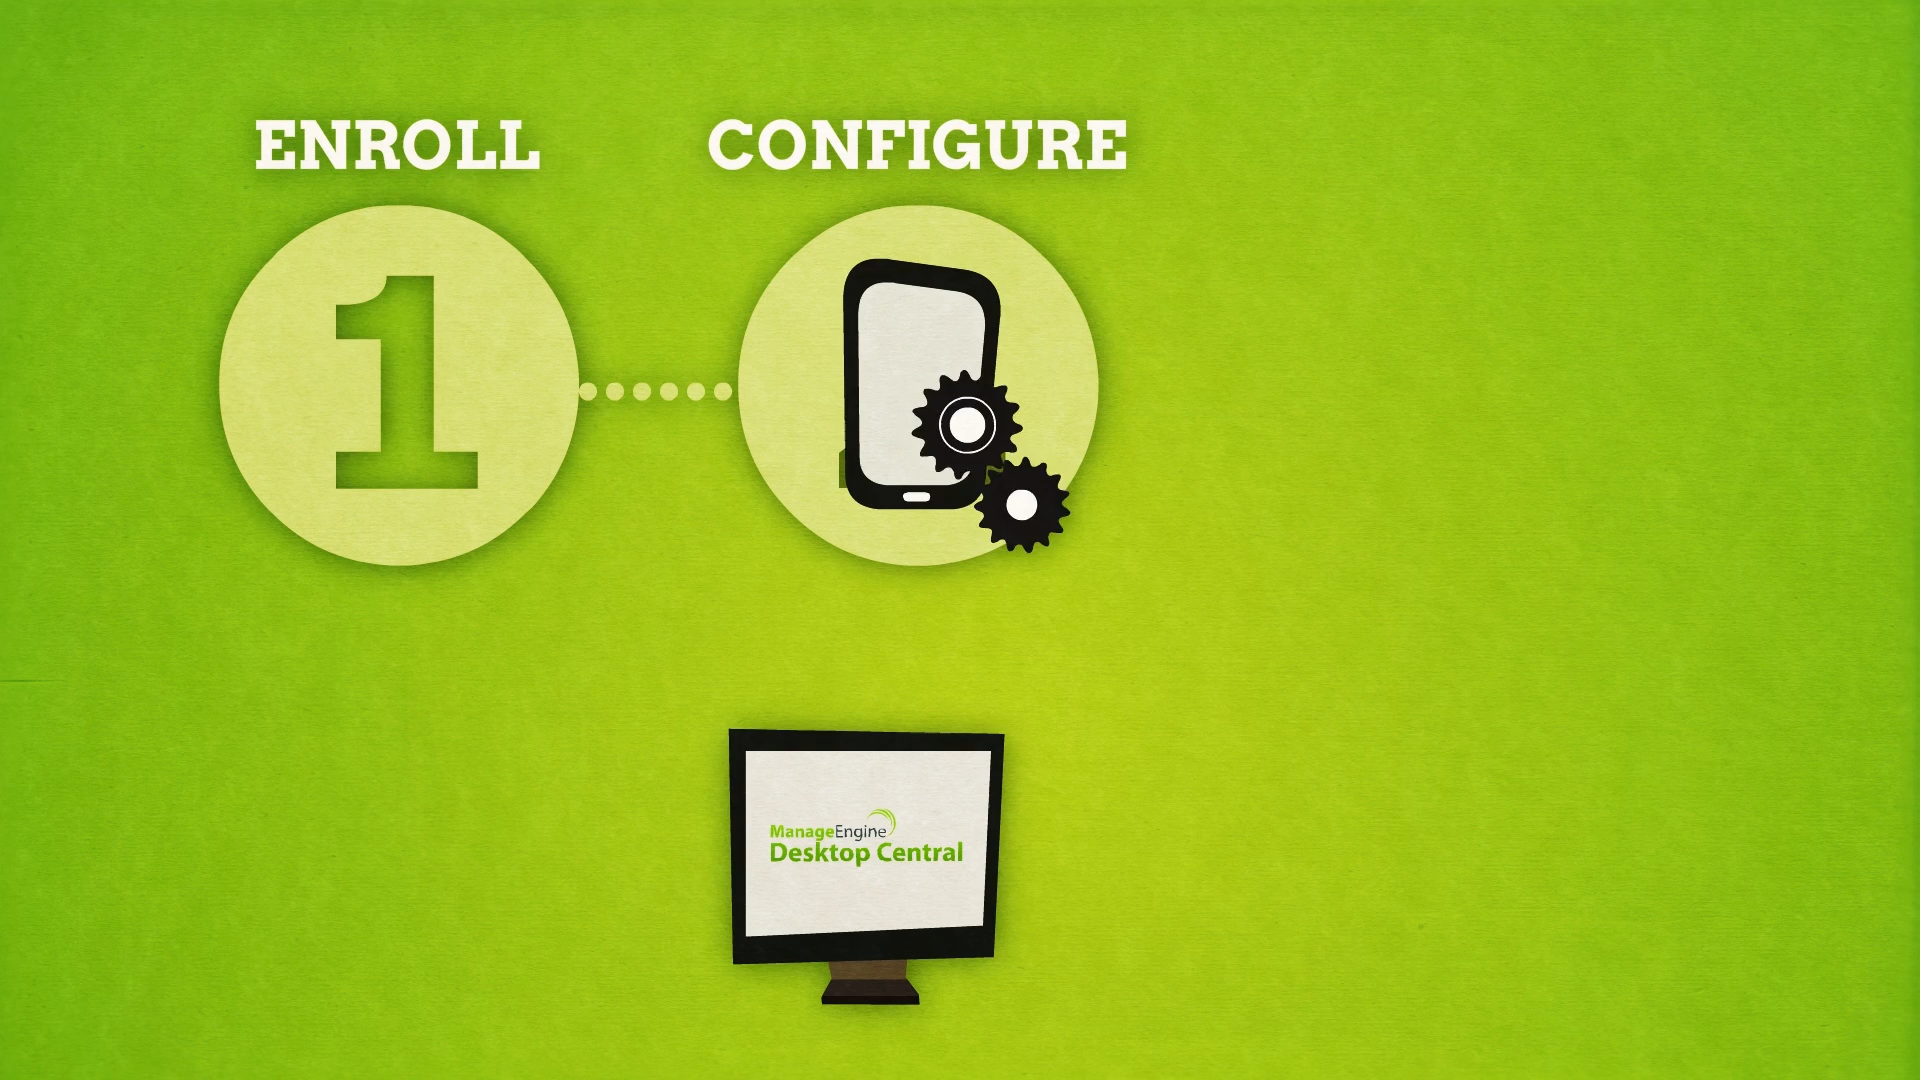 ENROLL
CONFIGURE
1
ManageEngine
Desktop Central